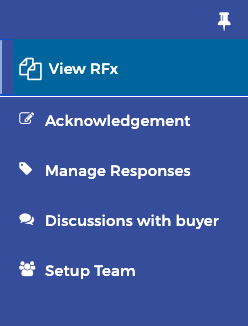 View RFx
Acknowledgement
Manage Responses
Discussions with buyer
Setup Team